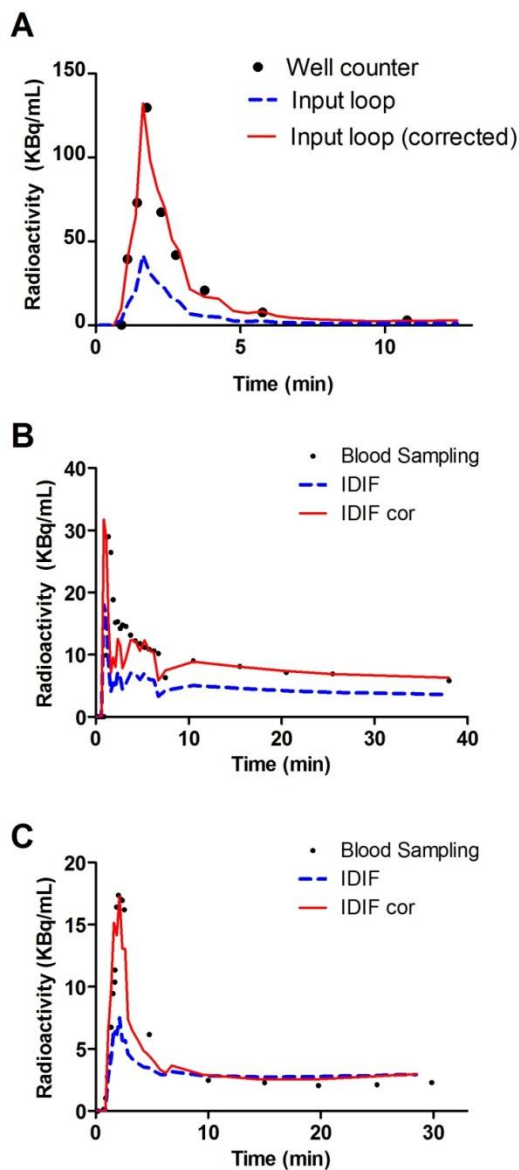 A
Well counter
Input loop
Input loop (corrected)
Radioactivity (KBq/mL)
150
100
50
0
0 5 10
Time (min)
B
Blood Sampling
IDIF
IDIF cor
Radioactivity (KBq/mL)
40
30
20
10
0
0 10 20 30 40
Time (min)
C
Blood Sampling
IDIF
IDIF cor
Radioactivity (KBq/mL)
20
15
10
5
0
0 10 20 30
Time (min)